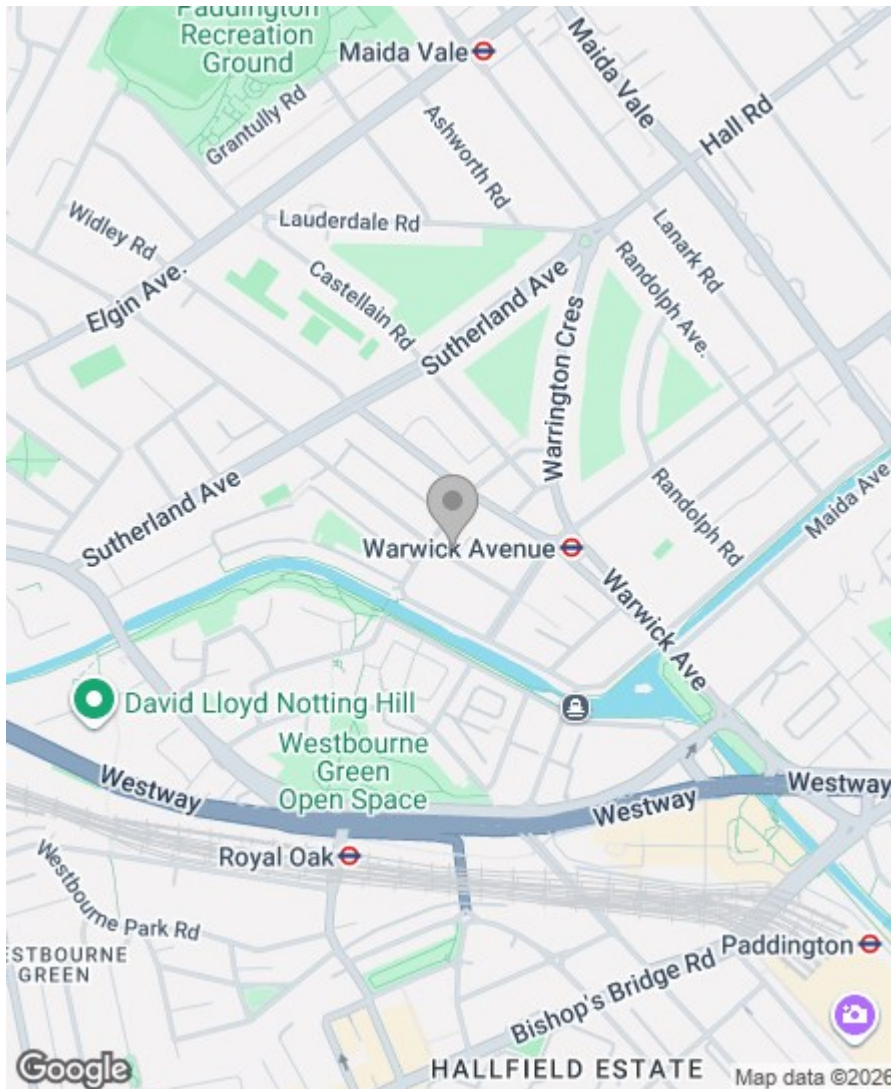 Paddington
Recreation
Ground
Maida Vale
Maida Vale
Hall Rd
Grantully Rd
Ashworth Rd
Widley Rd
Lauderdale Rd
Lanark Rd
Castellain Rd
Randolph Ave.
Elgin Ave.
Sutherland Ave
Warrington Cres
Sutherland Ave
Randolph Rd
Maida Ave
Warwick Avenue
Warwick Ave
David Lloyd Notting Hill
Westbourne
Green
Open Space
Westway
Westway
Westway
Royal Oak
Westbourne Park Rd
ESTBOURNE
GREEN
Paddington
Bishop's Bridge Rd
HALLFIELD ESTATE
Google
Map data ©2026